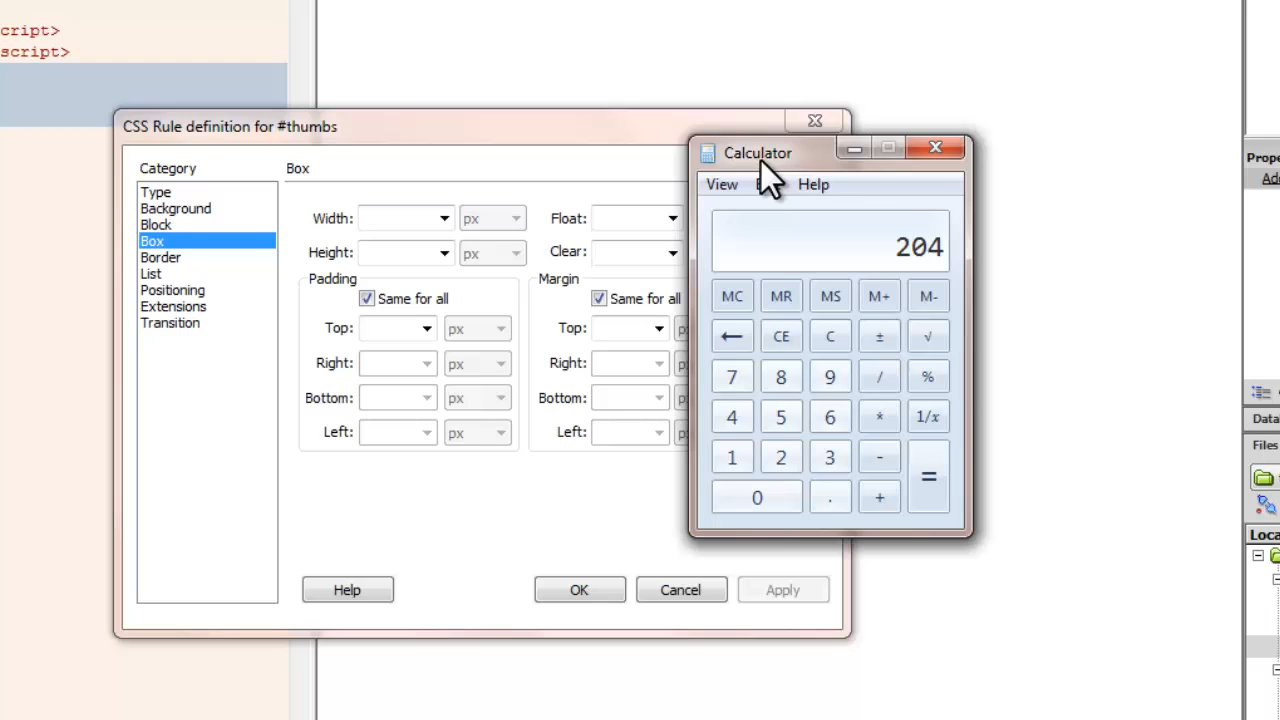 cript>
script>
CSS Rule definition for #thumbs
Category
Type
Background
Block
Box
Border
List
Positioning
Extensions
Transition
Box
Width: px Float:
Height: px Clear:
Padding
Same for all
Top: px
Right: px
Bottom: px
Left: px
Margin
Same for all
Top:
Right:
Bottom:
Left:
Help OK Cancel Apply
Calculator
View Help
204
MC MR MS M+ M-
← CE C ± √
7 8 9 / %
4 5 6 * 1/x
1 2 3 - =
0 . +
Prope
Data
Files
Loca